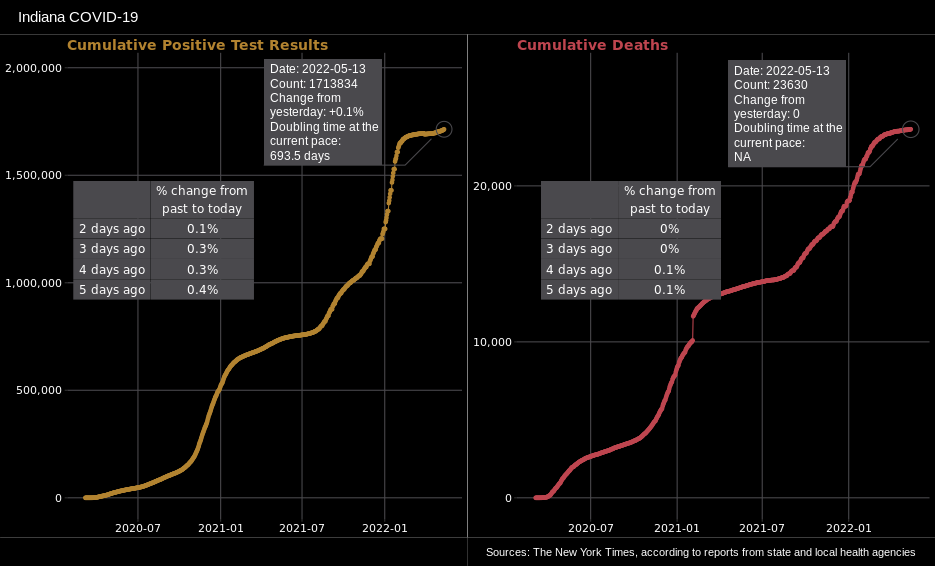 Indiana COVID-19
Cumulative Positive Test Results
2,000,000
1,500,000
1,000,000
500,000
0
Date: 2022-05-13
Count: 1713834
Change from
yesterday: +0.1%
Doubling time at the
current pace:
693.5 days
% change from
past to today
2 days ago 0.1%
3 days ago 0.3%
4 days ago 0.3%
5 days ago 0.4%
2020-07 2021-01 2021-07 2022-01
Cumulative Deaths
20,000
10,000
0
Date: 2022-05-13
Count: 23630
Change from
yesterday: 0
Doubling time at the
current pace:
NA
% change from
past to today
2 days ago 0%
3 days ago 0%
4 days ago 0.1%
5 days ago 0.1%
2020-07 2021-01 2021-07 2022-01
Sources: The New York Times, according to reports from state and local health agencies